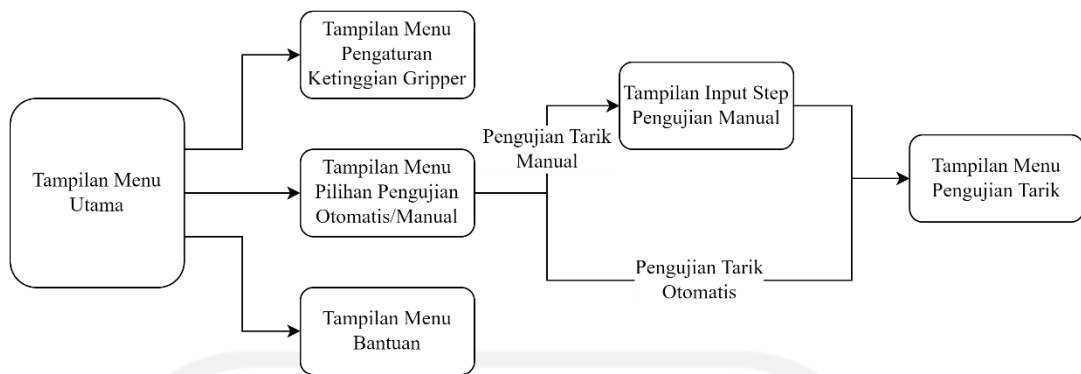 Tampilan Menu
Utama
Tampilan Menu
Pengaturan
Ketinggian Gripper
Tampilan Menu
Pilihan Pengujian
Otomatis/Manual
Tampilan Menu
Bantuan
Pengujian Tarik
Manual
Tampilan Input Step
Pengujian Manual
Pengujian Tarik
Otomatis
Tampilan Menu
Pengujian Tarik